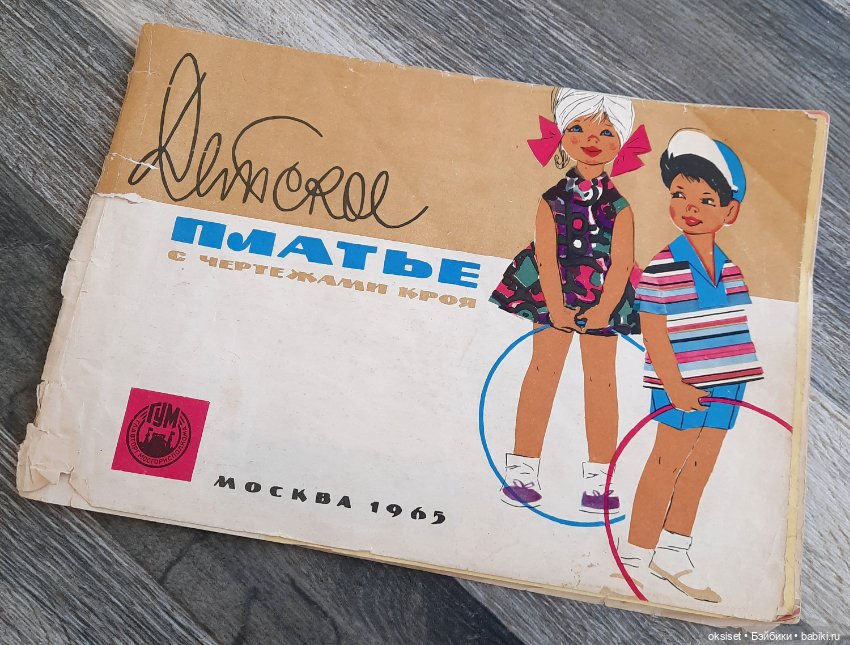 Детское
ПЛАТЬЕ
С ЧЕРТЕЖАМИ КРОЯ
ГУМ
МОСКВА 1965
oksiset • Бэйбики • babiki.ru